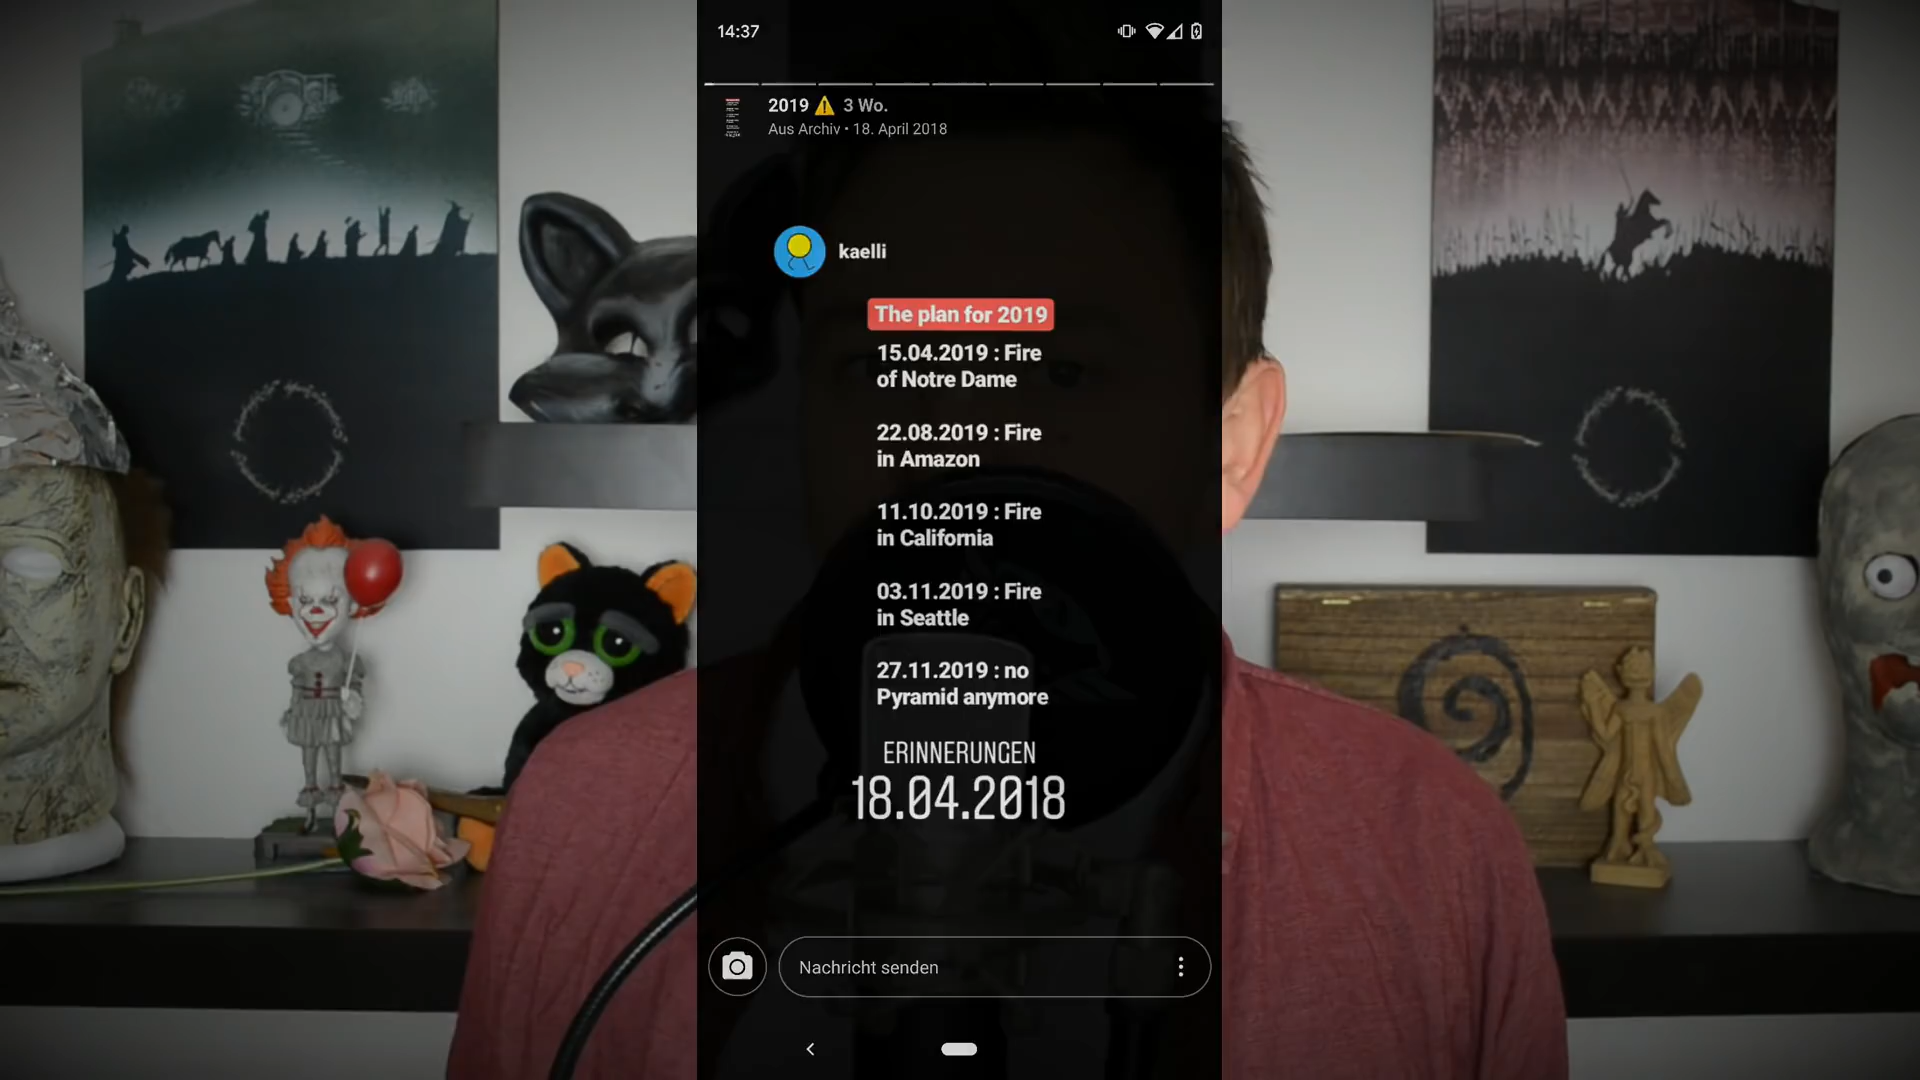 14:37
2019 ⚠ 3 Wo.
Aus Archiv • 18. April 2018
kaelli
The plan for 2019
15.04.2019 : Fire
of Notre Dame
22.08.2019 : Fire
in Amazon
11.10.2019 : Fire
in California
03.11.2019 : Fire
in Seattle
27.11.2019 : no
Pyramid anymore
ERINNERUNGEN
18.04.2018
Nachricht senden